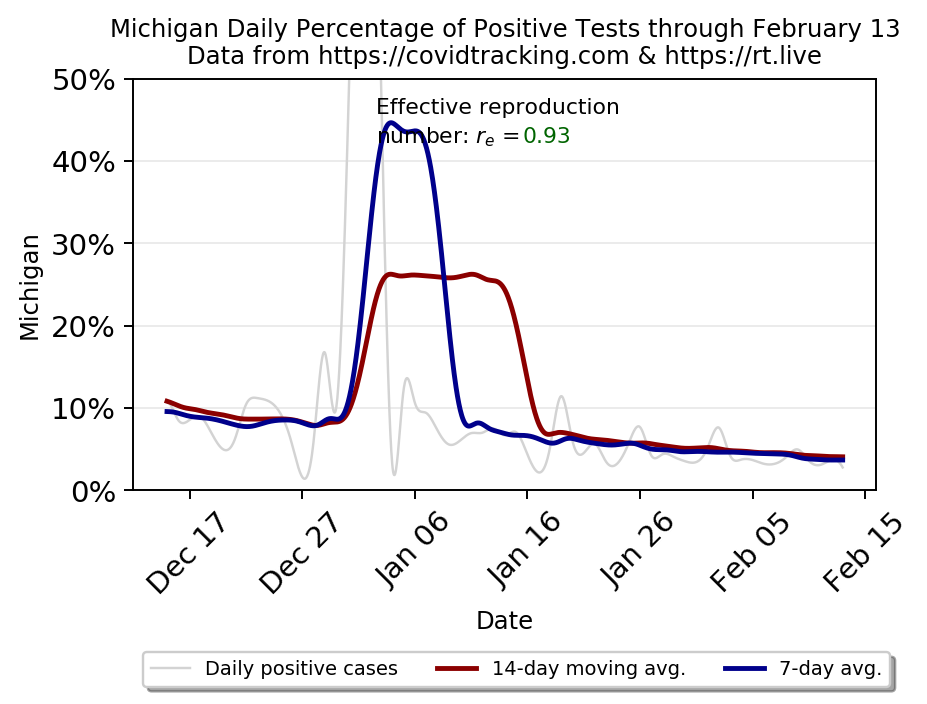 Michigan Daily Percentage of Positive Tests through February 13
Data from https://covidtracking.com & https://rt.live
50%
40%
30%
20%
10%
0%
Michigan
Effective reproduction
number: rₑ = 0.93
Dec 17
Dec 27
Jan 06
Jan 16
Jan 26
Feb 05
Feb 15
Date
Daily positive cases
14-day moving avg.
7-day avg.